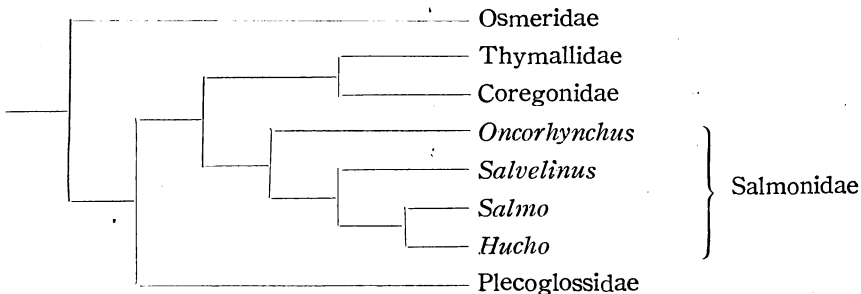 Osmeridae
Thymallidae
Coregonidae
Oncorhynchus
Salvelinus
Salmo
Hucho
Salmonidae
Plecoglossidae